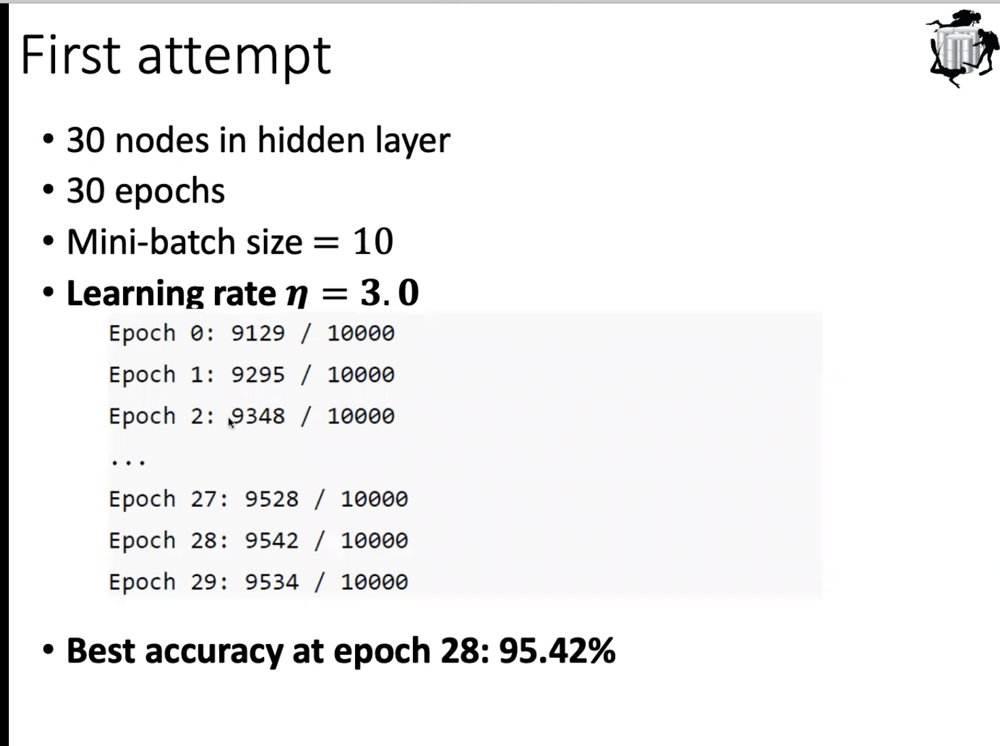 First attempt
• 30 nodes in hidden layer
• 30 epochs
• Mini-batch size = 10
• Learning rate η = 3.0
Epoch 0: 9129 / 10000
Epoch 1: 9295 / 10000
Epoch 2: 9348 / 10000
...
Epoch 27: 9528 / 10000
Epoch 28: 9542 / 10000
Epoch 29: 9534 / 10000
• Best accuracy at epoch 28: 95.42%